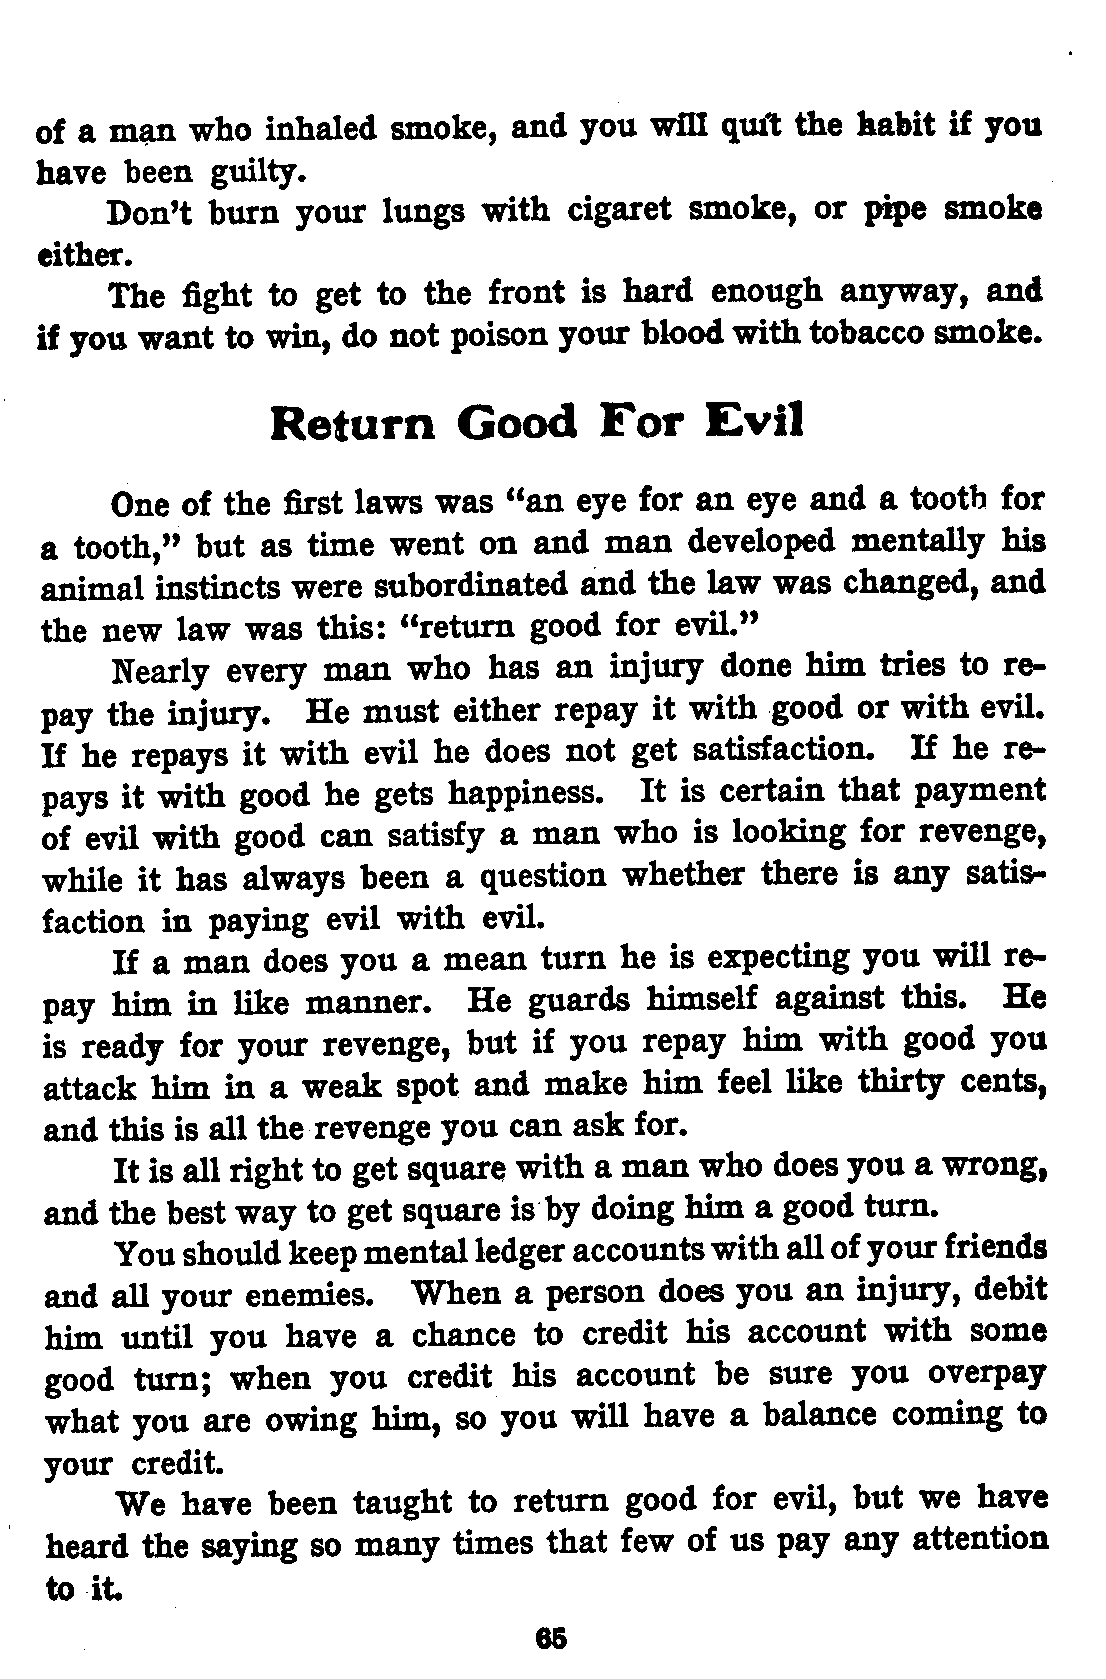 of a man who inhaled smoke, and you will quit the habit if you
have been guilty.
Don't burn your lungs with cigaret smoke, or pipe smoke
either.
The fight to get to the front is hard enough anyway, and
if you want to win, do not poison your blood with tobacco smoke.
Return Good For Evil
One of the first laws was "an eye for an eye and a tooth for
a tooth," but as time went on and man developed mentally his
animal instincts were subordinated and the law was changed, and
the new law was this: "return good for evil."
Nearly every man who has an injury done him tries to re-
pay the injury. He must either repay it with good or with evil.
If he repays it with evil he does not get satisfaction. If he re-
pays it with good he gets happiness. It is certain that payment
of evil with good can satisfy a man who is looking for revenge,
while it has always been a question whether there is any satis-
faction in paying evil with evil.
If a man does you a mean turn he is expecting you will re-
pay him in like manner. He guards himself against this. He
is ready for your revenge, but if you repay him with good you
attack him in a weak spot and make him feel like thirty cents,
and this is all the revenge you can ask for.
It is all right to get square with a man who does you a wrong,
and the best way to get square is by doing him a good turn.
You should keep mental ledger accounts with all of your friends
and all your enemies. When a person does you an injury, debit
him until you have a chance to credit his account with some
good turn; when you credit his account be sure you overpay
what you are owing him, so you will have a balance coming to
your credit.
We have been taught to return good for evil, but we have
heard the saying so many times that few of us pay any attention
to it.
65